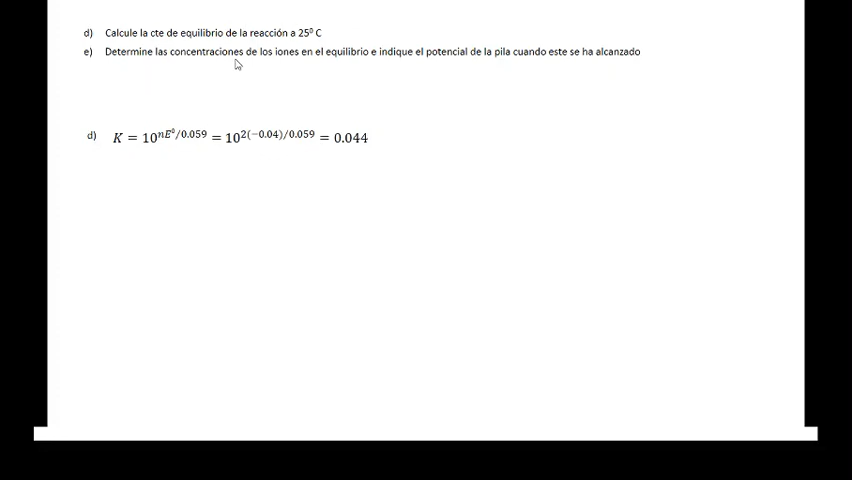 d) Calcule la cte de equilibrio de la reacción a 25⁰ C
e) Determine las concentraciones de los iones en el equilibrio e indique el potencial de la pila cuando este se ha alcanzado
d) K = 10^{nE⁰/0.059} = 10^{2(−0.04)/0.059} = 0.044